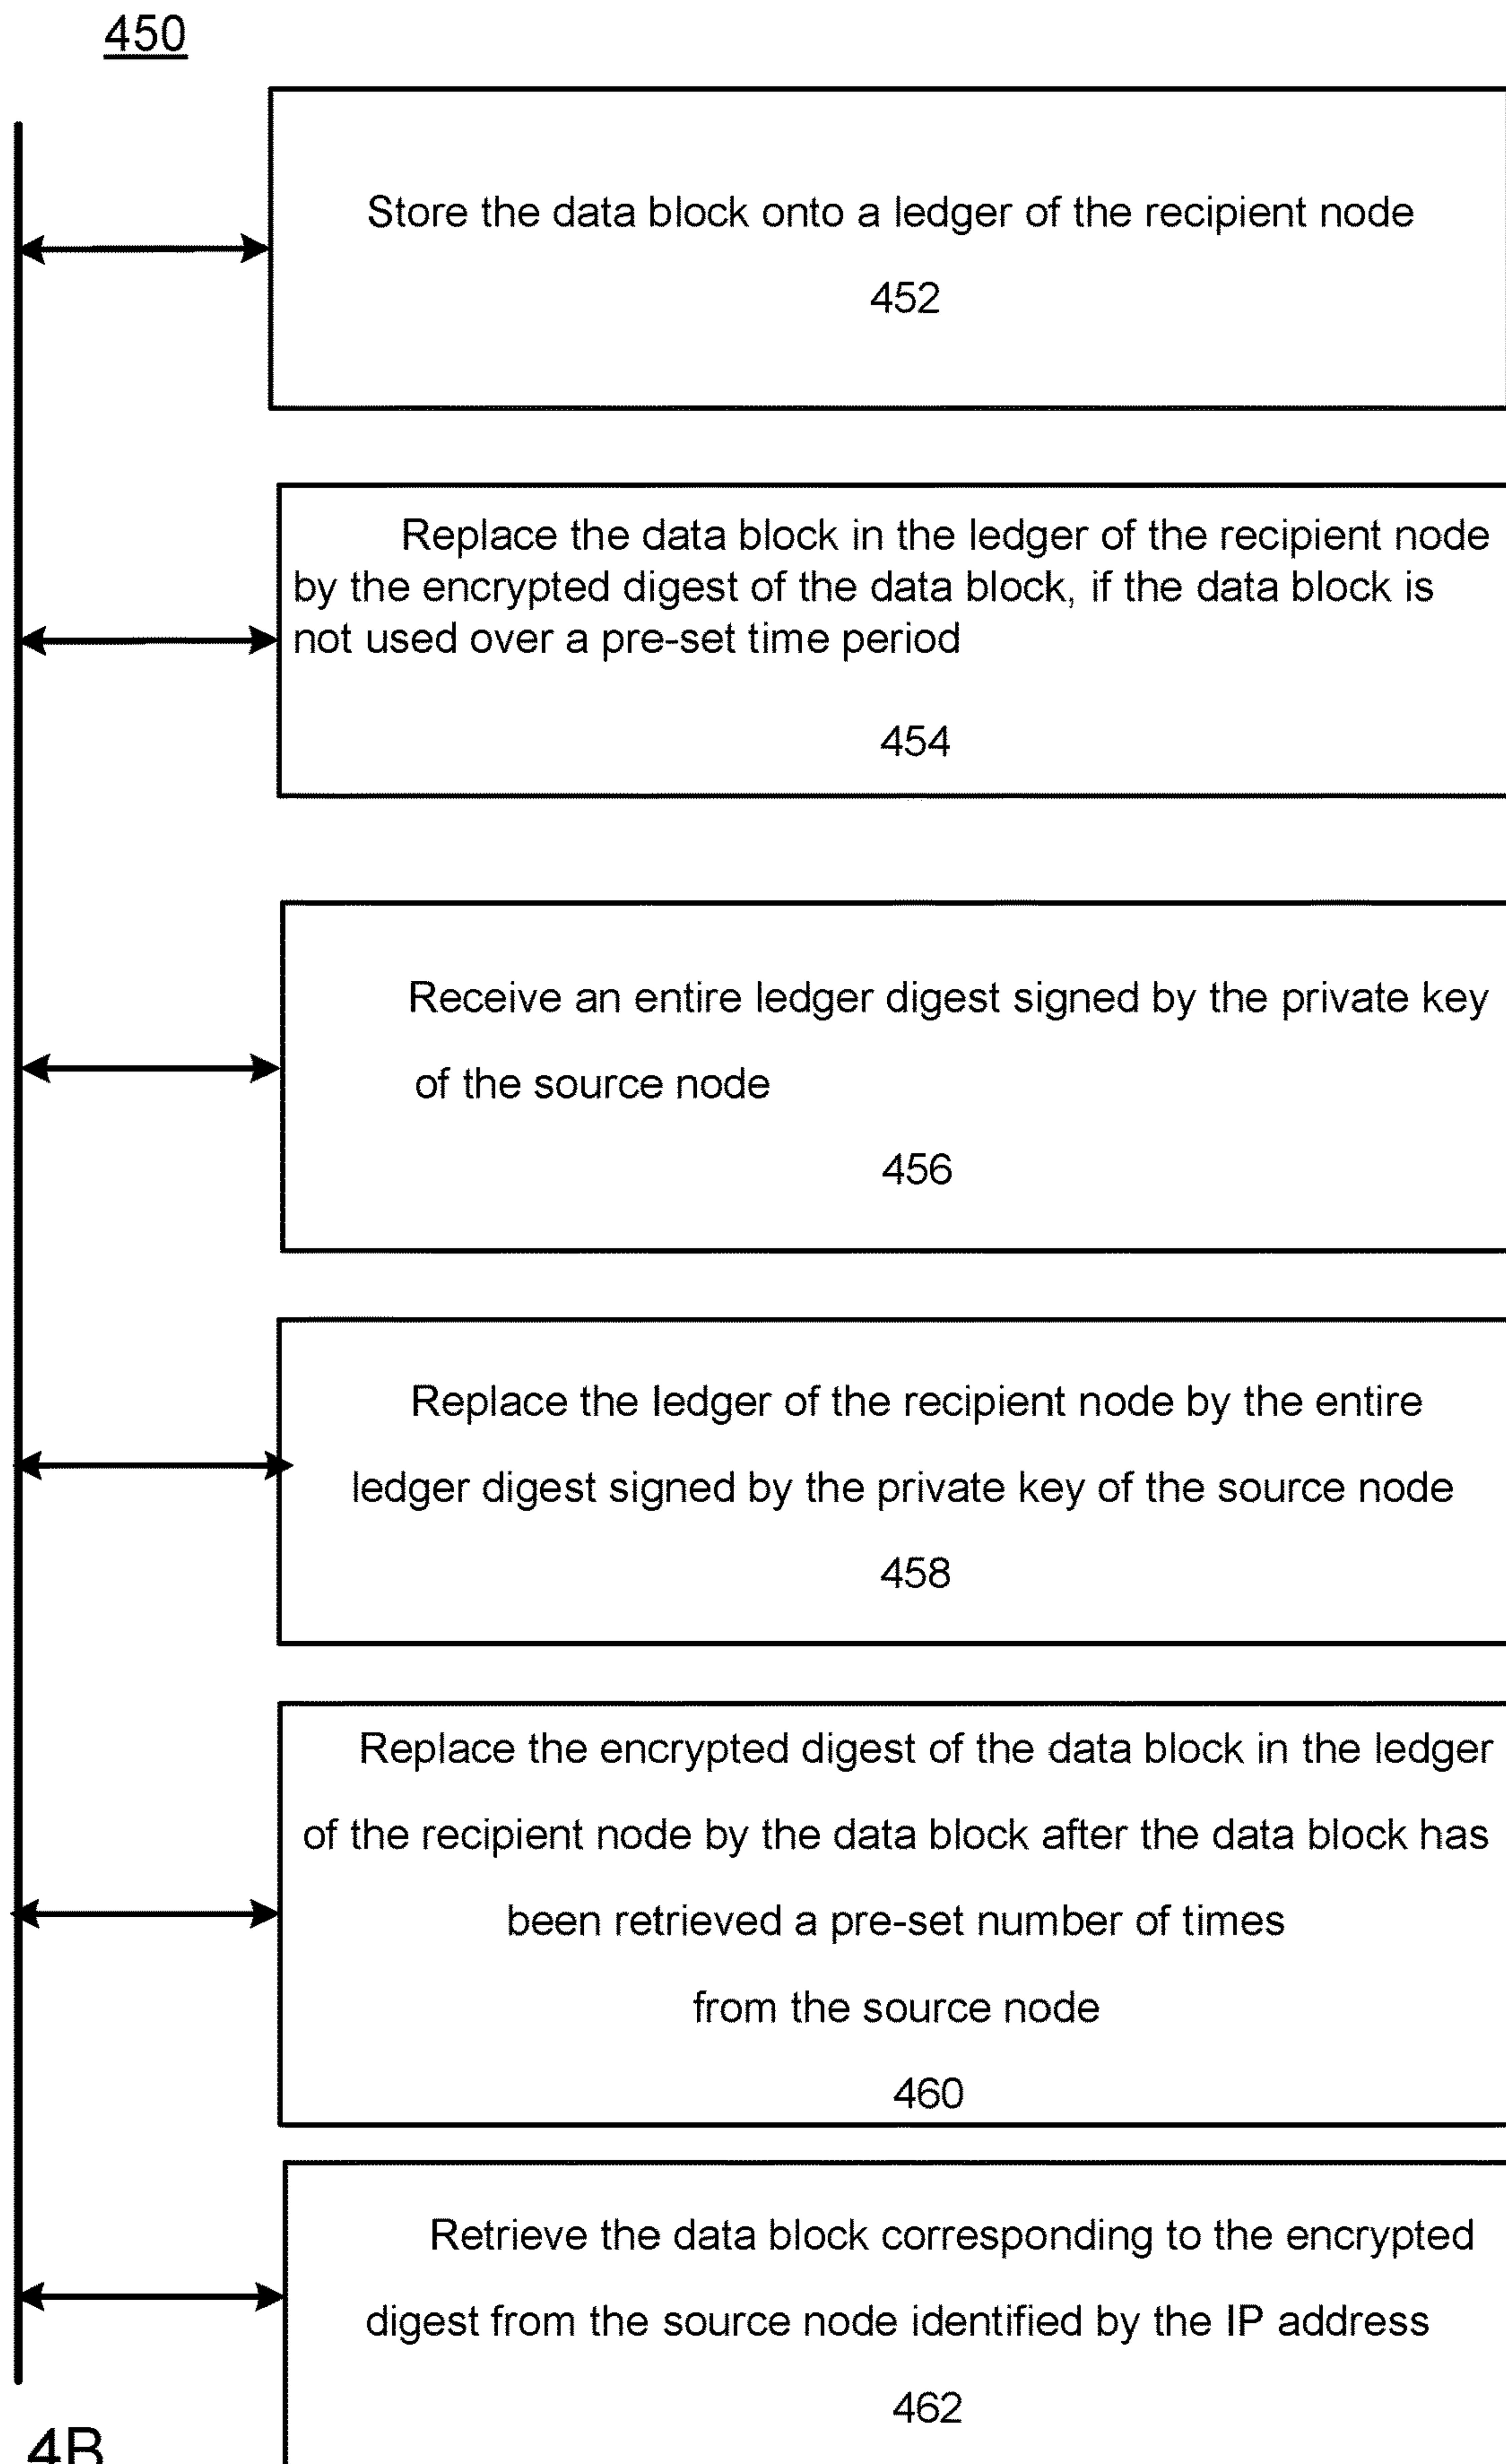 450
Store the data block onto a ledger of the recipient node
452
Replace the data block in the ledger of the recipient node
by the encrypted digest of the data block, if the data block is
not used over a pre-set time period
454
Receive an entire ledger digest signed by the private key
of the source node
456
Replace the ledger of the recipient node by the entire
ledger digest signed by the private key of the source node
458
Replace the encrypted digest of the data block in the ledger
of the recipient node by the data block after the data block has
been retrieved a pre-set number of times
from the source node
460
Retrieve the data block corresponding to the encrypted
digest from the source node identified by the IP address
462
4B